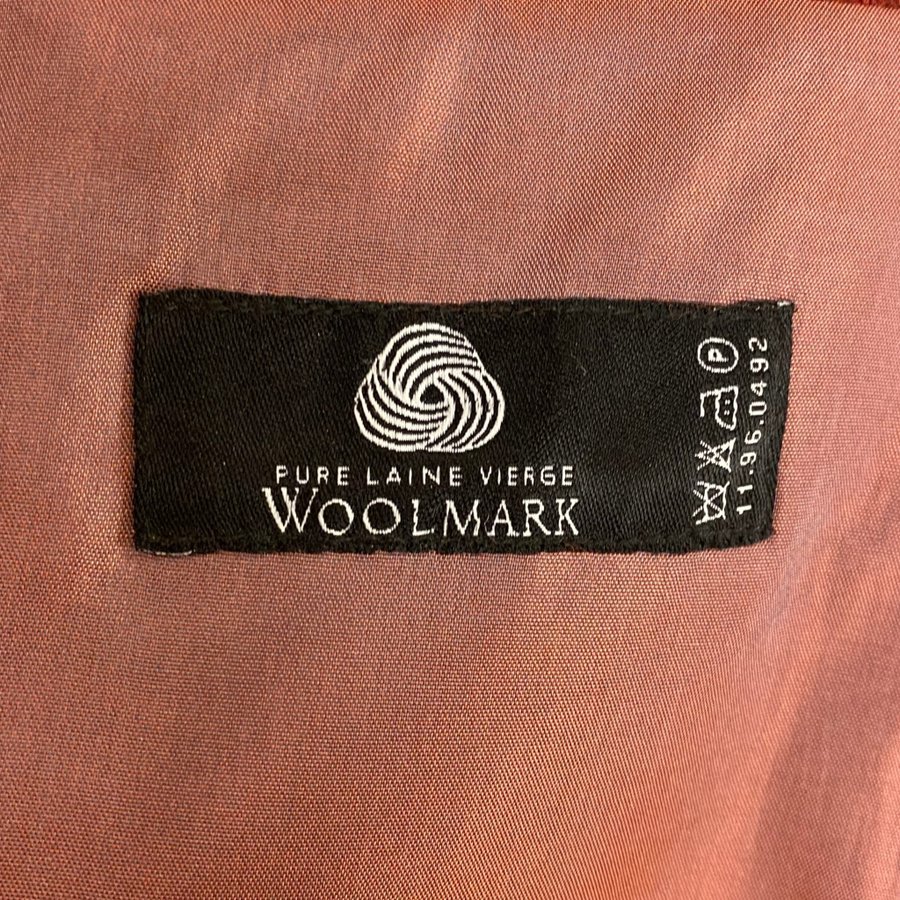 PURE LAINE VIERGE
WOOLMARK
P
11.96.0492